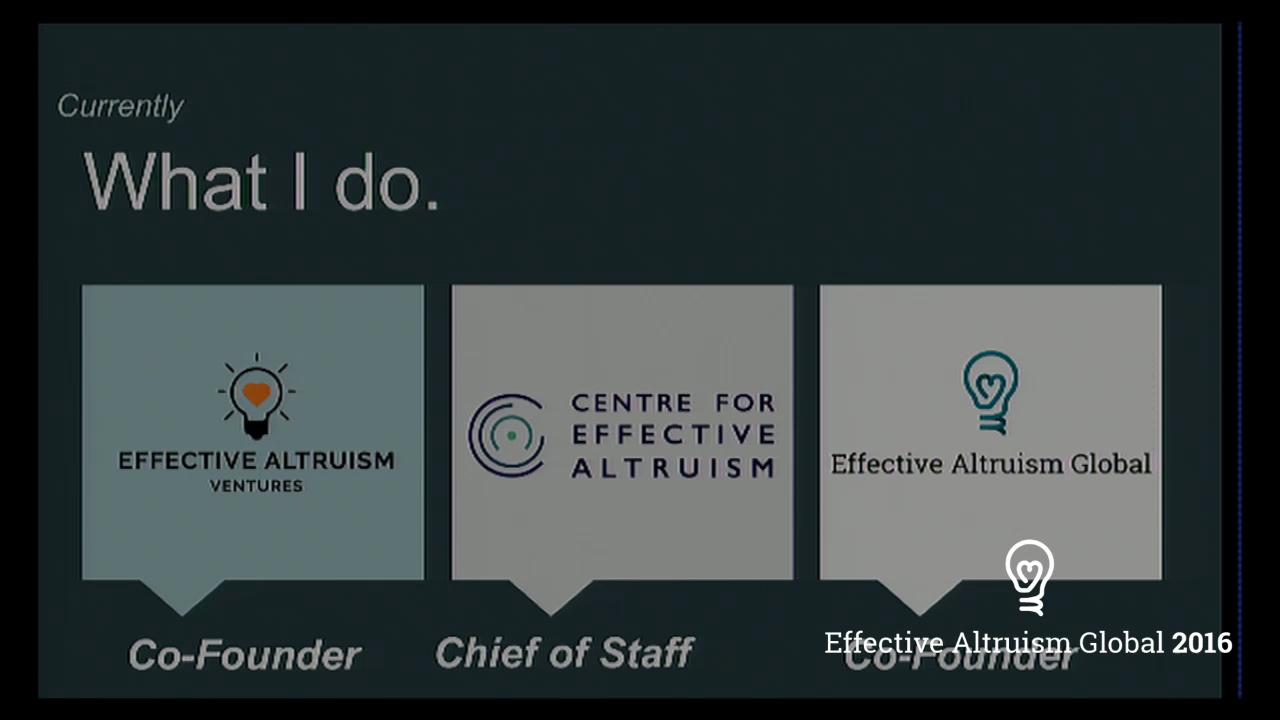 Currently
What I do.
EFFECTIVE ALTRUISM
VENTURES
CENTRE FOR
EFFECTIVE
ALTRUISM
Effective Altruism Global
Co-Founder
Chief of Staff
Co-Founder
Effective Altruism Global 2016